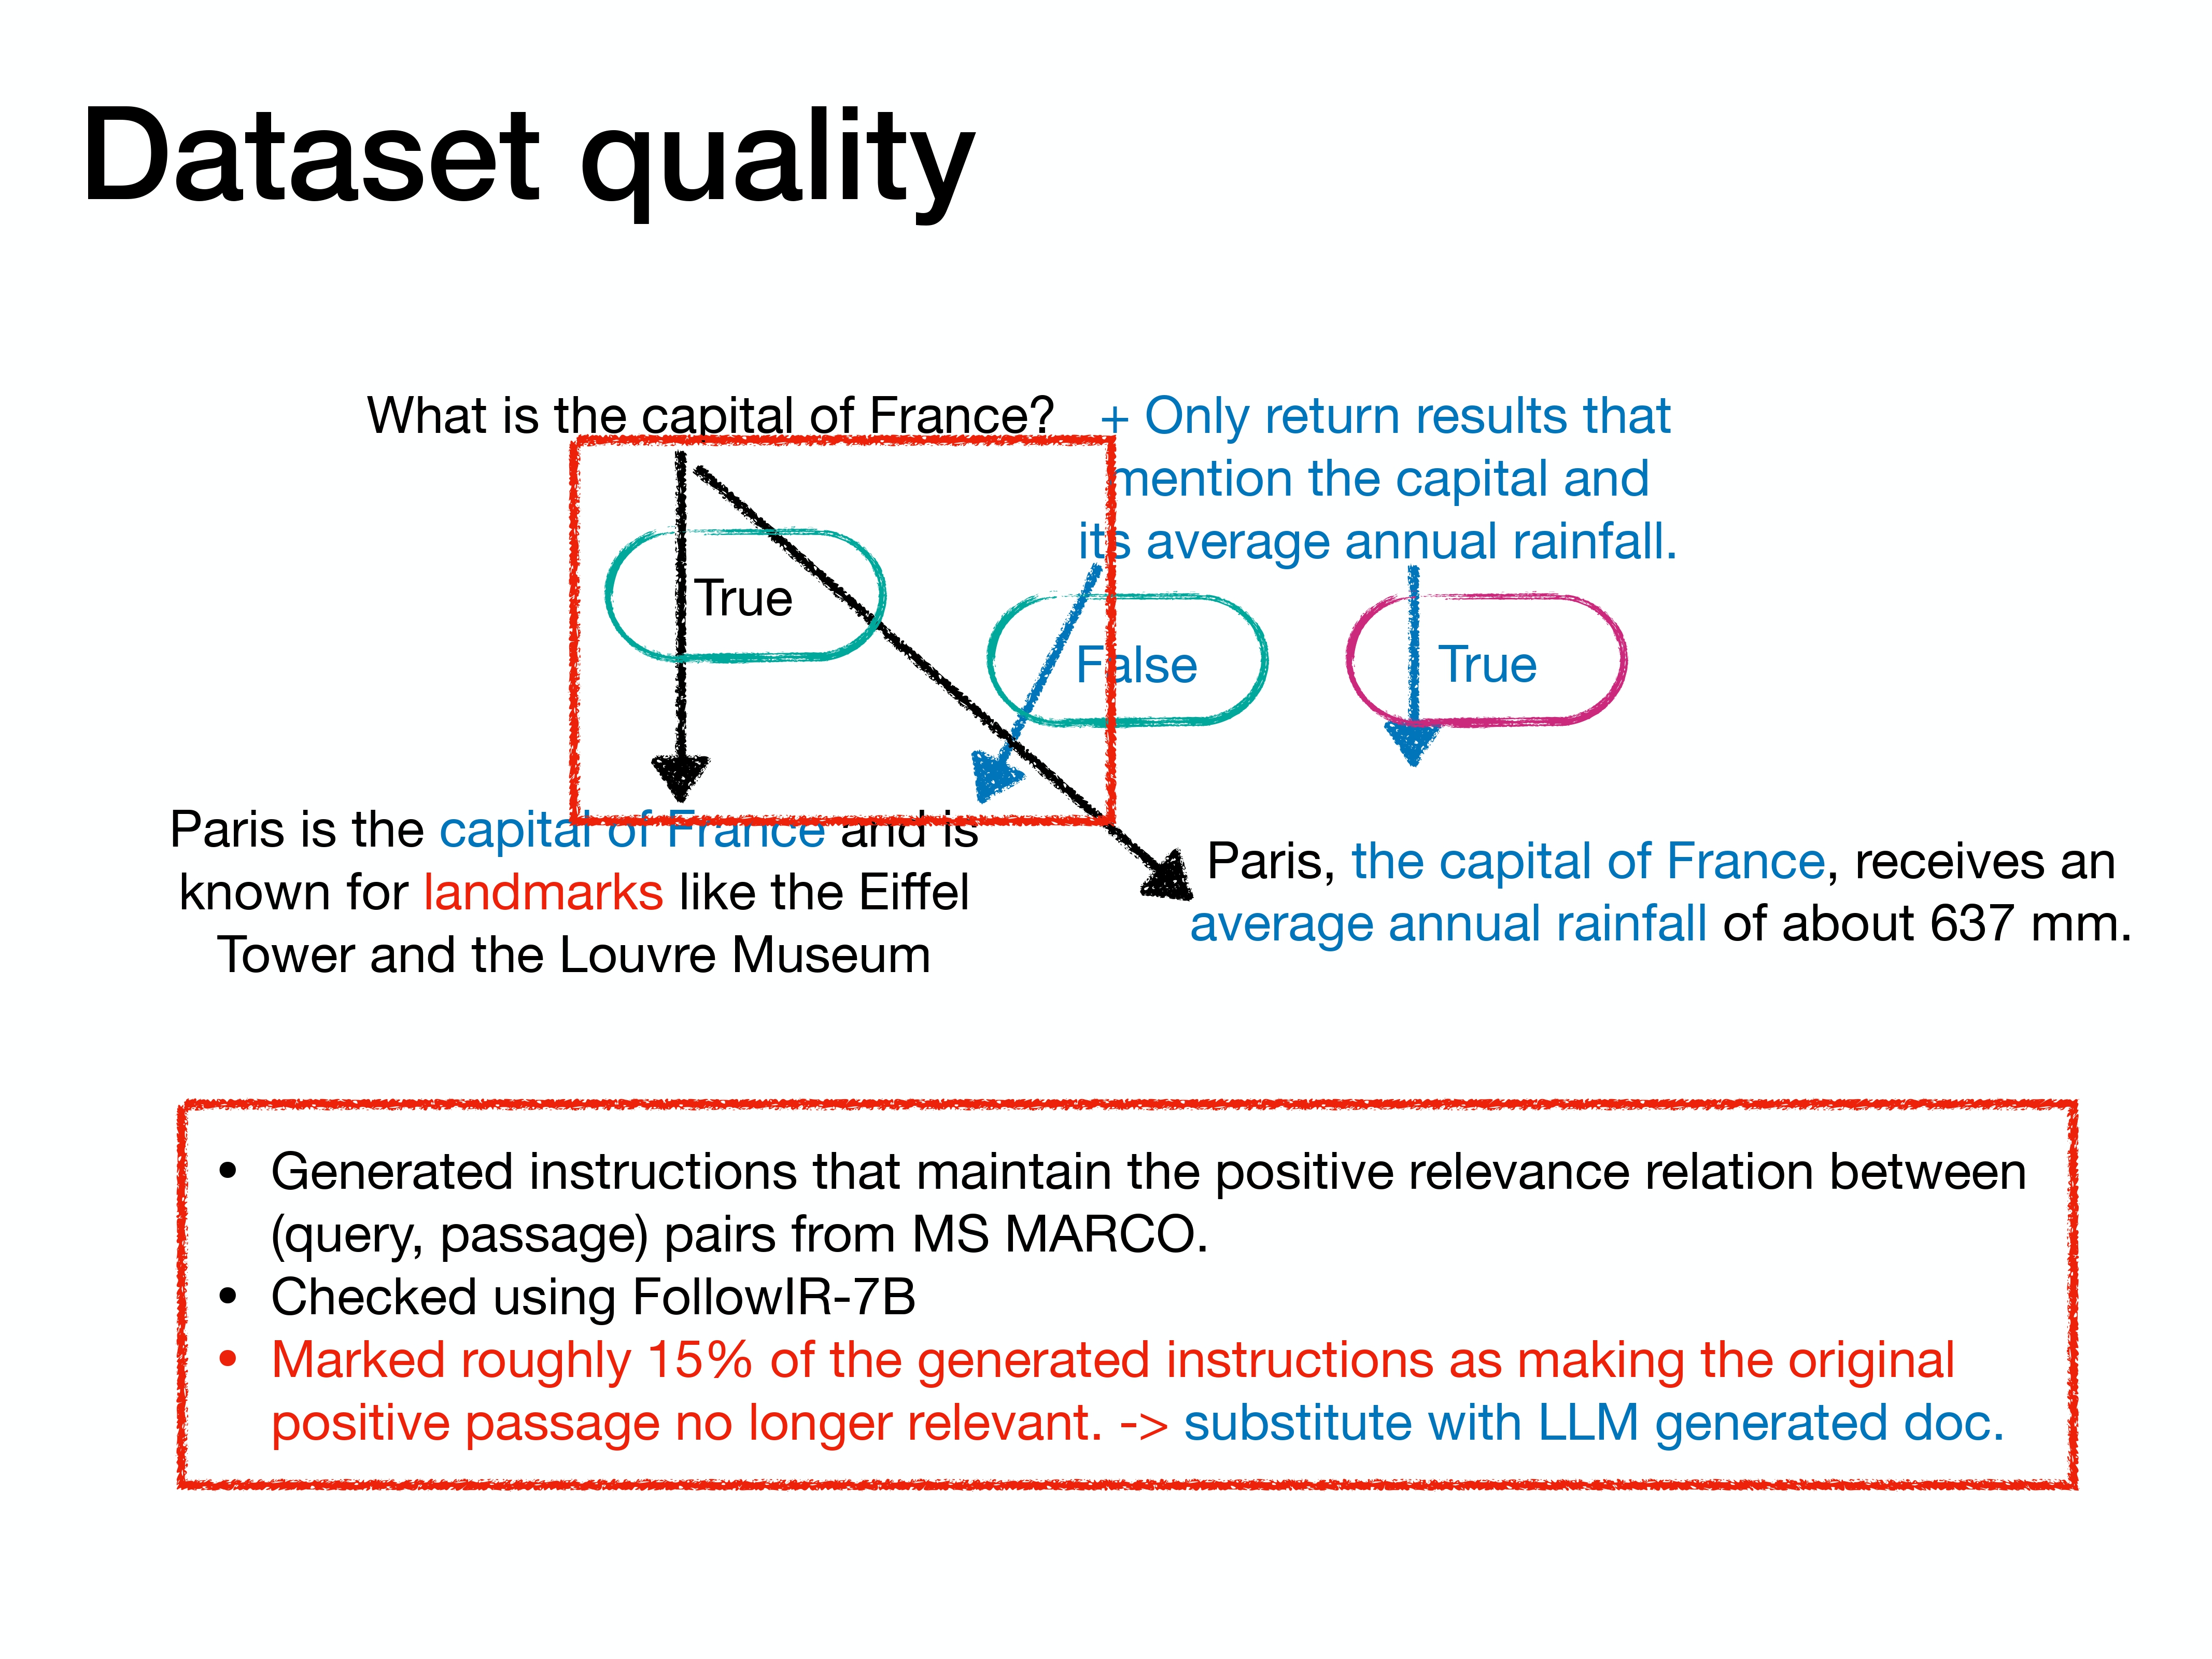 Dataset quality
What is the capital of France?
+ Only return results that
mention the capital and
its average annual rainfall.
True
False
True
Paris is the capital of France and is
known for landmarks like the Eiffel
Tower and the Louvre Museum
Paris, the capital of France, receives an
average annual rainfall of about 637 mm.
• Generated instructions that maintain the positive relevance relation between
(query, passage) pairs from MS MARCO.
• Checked using FollowIR-7B
• Marked roughly 15% of the generated instructions as making the original
positive passage no longer relevant. -> substitute with LLM generated doc.